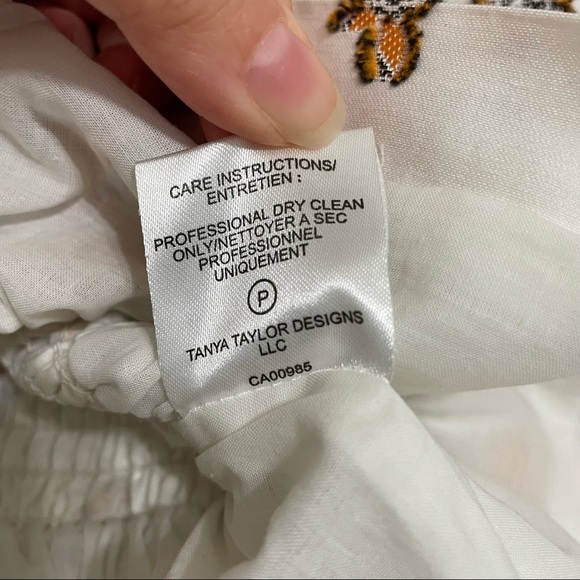 CARE INSTRUCTIONS/
ENTRETIEN :
PROFESSIONAL DRY CLEAN
ONLY/NETTOYER A SEC
PROFESSIONNEL
UNIQUEMENT
P
TANYA TAYLOR DESIGNS
LLC
CA00985